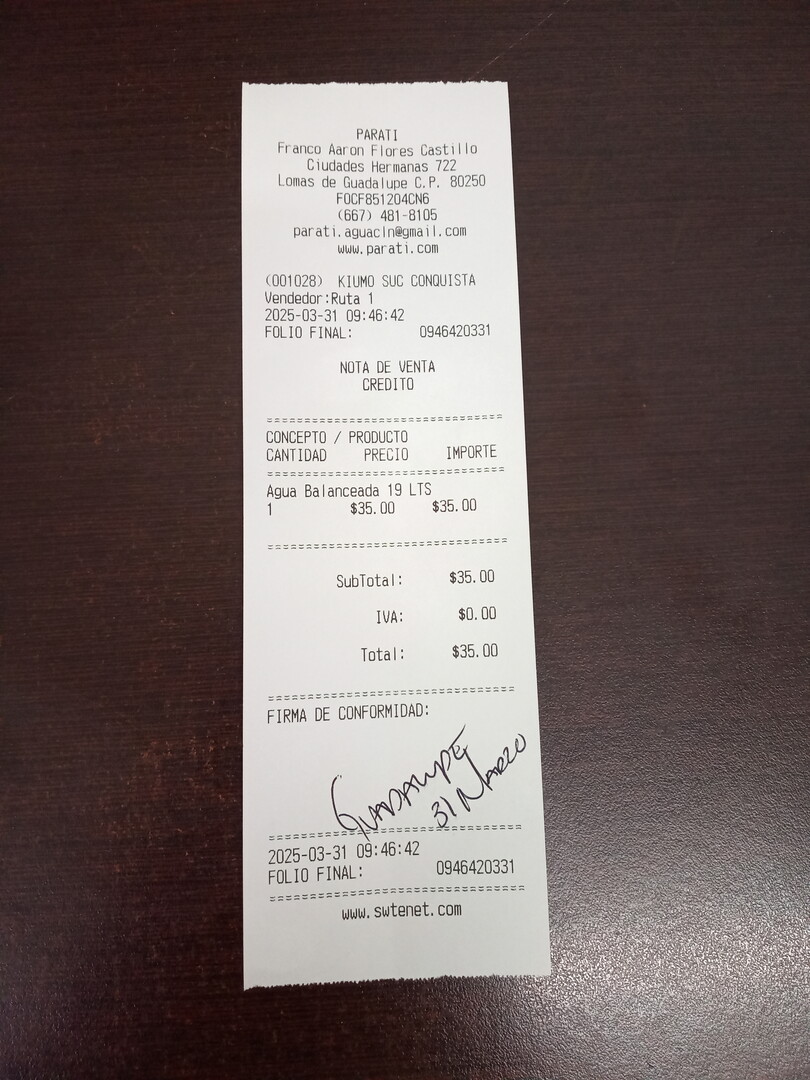 PARATI
Franco Aaron Flores Castillo
Ciudades Hermanas 722
Lomas de Guadalupe C.P. 80250
FOCF851204CN6
(667) 481-8105
parati.aguacln@gmail.com
www.parati.com
(001028) KIUMO SUC CONQUISTA
Vendedor:Ruta 1
2025-03-31 09:46:42
FOLIO FINAL: 0946420331
NOTA DE VENTA
CREDITO
==================================
CONCEPTO / PRODUCTO
CANTIDAD PRECIO IMPORTE
==================================
Agua Balanceada 19 LTS
1 $35.00 $35.00
==================================
SubTotal: $35.00
IVA: $0.00
Total: $35.00
==================================
FIRMA DE CONFORMIDAD:
GUADALUPE
31 MARZO
==================================
2025-03-31 09:46:42
FOLIO FINAL: 0946420331
==================================
www.swtenet.com